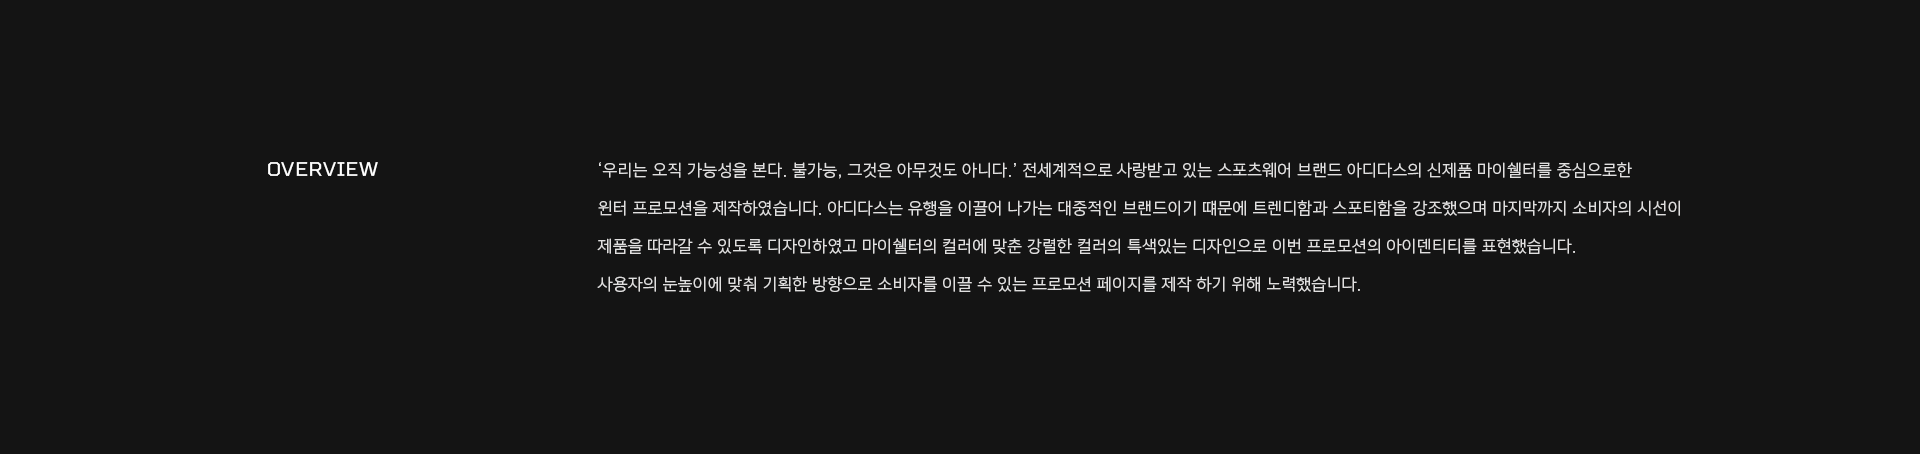 OVERVIEW
‘우리는 오직 가능성을 본다. 불가능, 그것은 아무것도 아니다.’ 전세계적으로 사랑받고 있는 스포츠웨어 브랜드 아디다스의 신제품 마이쉘터를 중심으로한
윈터 프로모션을 제작하였습니다. 아디다스는 유행을 이끌어 나가는 대중적인 브랜드이기 떄문에 트렌디함과 스포티함을 강조했으며 마지막까지 소비자의 시선이
제품을 따라갈 수 있도록 디자인하였고 마이쉘터의 컬러에 맞춘 강렬한 컬러의 특색있는 디자인으로 이번 프로모션의 아이덴티티를 표현했습니다.
사용자의 눈높이에 맞춰 기획한 방향으로 소비자를 이끌 수 있는 프로모션 페이지를 제작 하기 위해 노력했습니다.